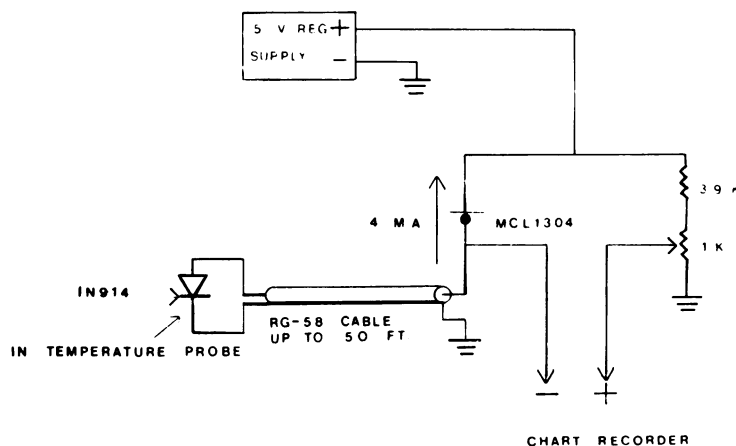 5 V REG +
SUPPLY −
4 MA
MCL1304
1K
IN914
RG-58 CABLE
UP TO 50 FT
IN TEMPERATURE PROBE
− +
CHART RECORDER